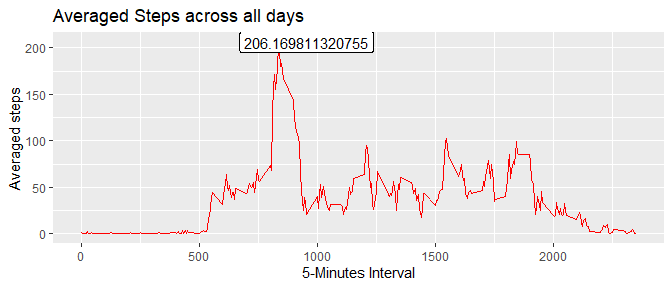 Averaged Steps across all days
206.169811320755
200
150
100
50
0
Averaged steps
0 500 1000 1500 2000
5-Minutes Interval